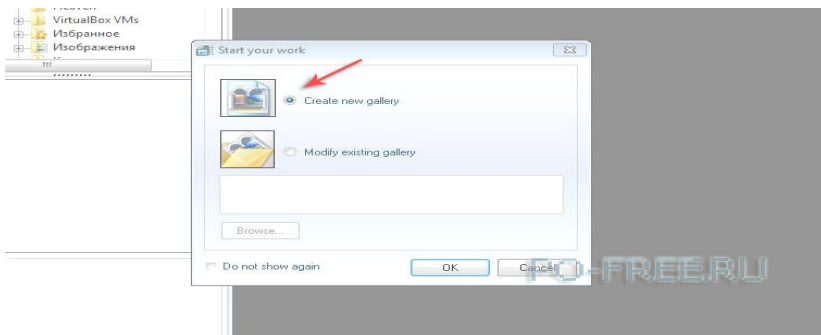 VirtualBox VMs
Избранное
Изображения
Start your work
Create new gallery
Modify existing gallery
Browse...
Do not show again
OK
Cancel
PO-FREE.RU